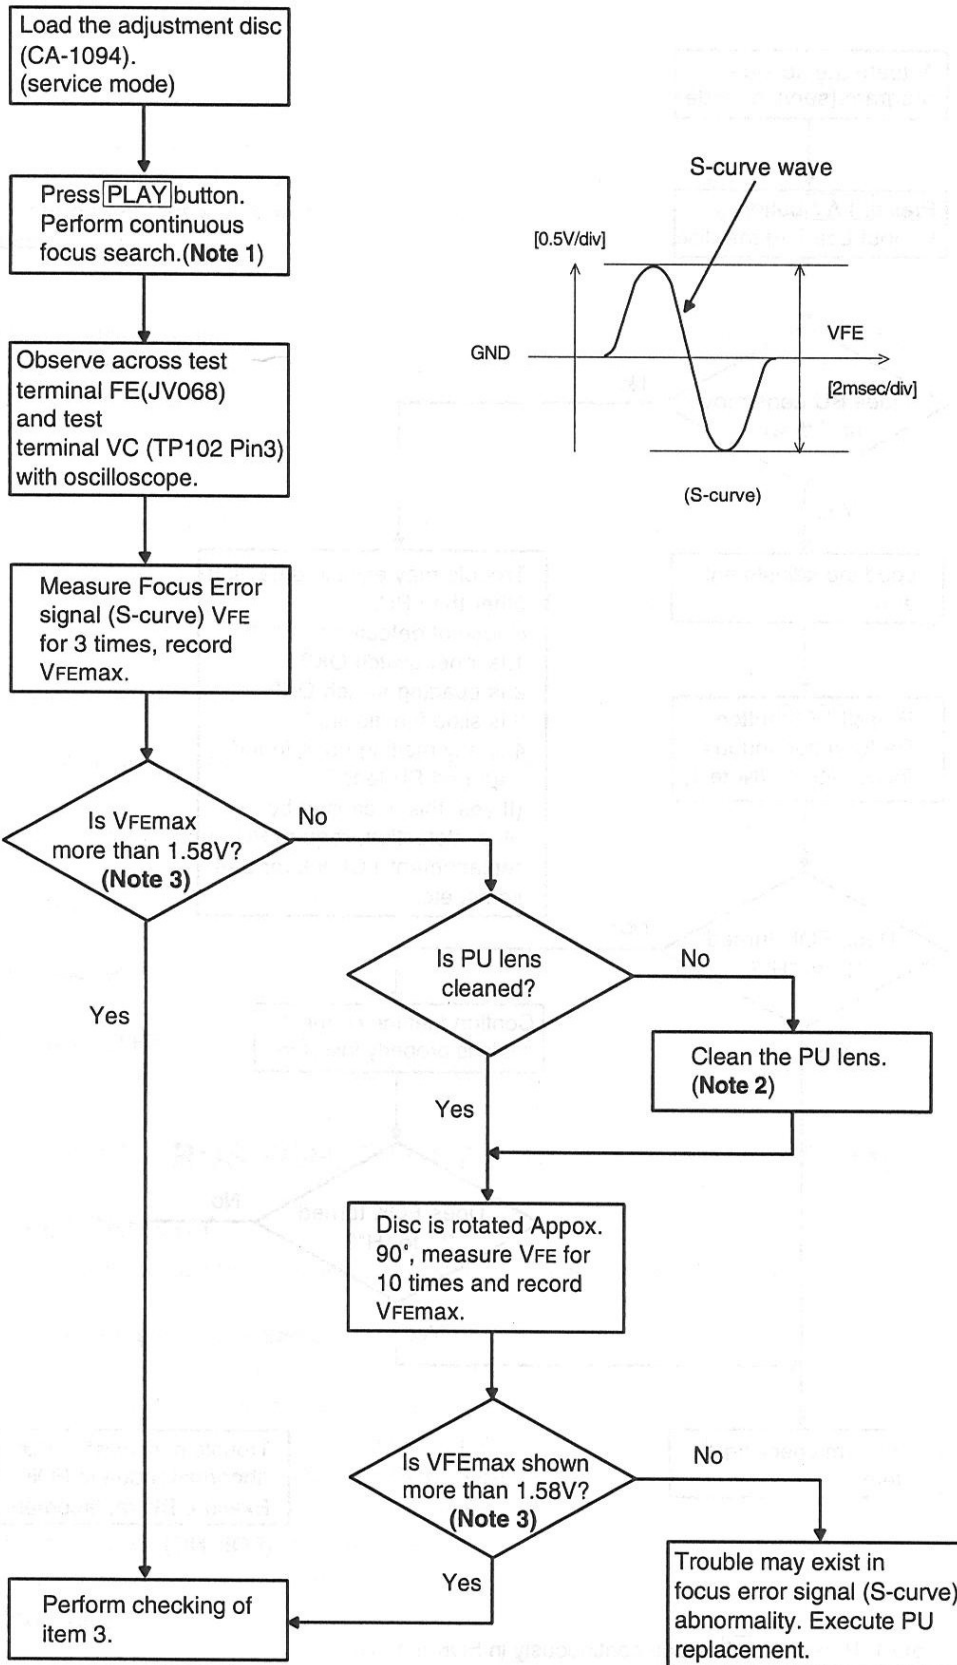 Load the adjustment disc
(CA-1094).
(service mode)
Press PLAY button.
Perform continuous
focus search.(Note 1)
Observe across test
terminal FE(JV068)
and test
terminal VC (TP102 Pin3)
with oscilloscope.
Measure Focus Error
signal (S-curve) VFE
for 3 times, record
VFEmax.
Is VFEmax
more than 1.58V?
(Note 3)
No
Yes
Is PU lens
cleaned?
No
Yes
Clean the PU lens.
(Note 2)
Disc is rotated Appox.
90°, measure VFE for
10 times and record
VFEmax.
Is VFEmax shown
more than 1.58V?
(Note 3)
No
Yes
Trouble may exist in
focus error signal (S-curve)
abnormality. Execute PU
replacement.
Perform checking of
item 3.
S-curve wave
[0.5V/div]
GND
VFE
[2msec/div]
(S-curve)